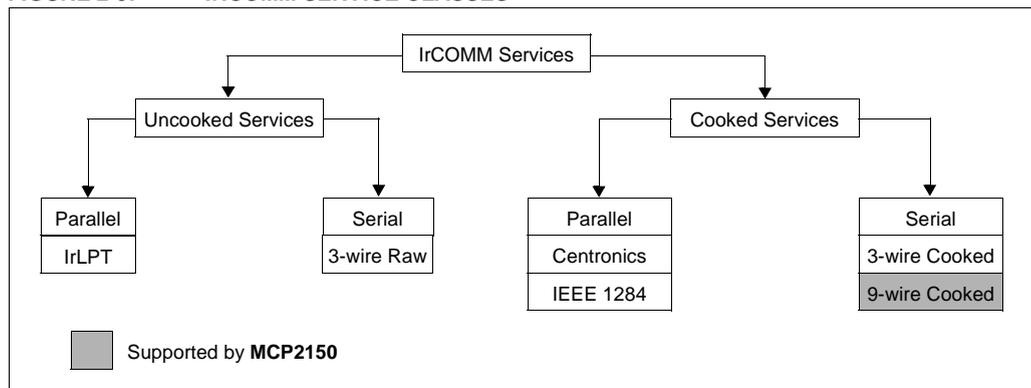 IrCOMM Services
Uncooked Services
Cooked Services
Parallel
IrLPT
Serial
3-wire Raw
Parallel
Centronics
IEEE 1284
Serial
3-wire Cooked
9-wire Cooked
Supported by MCP2150